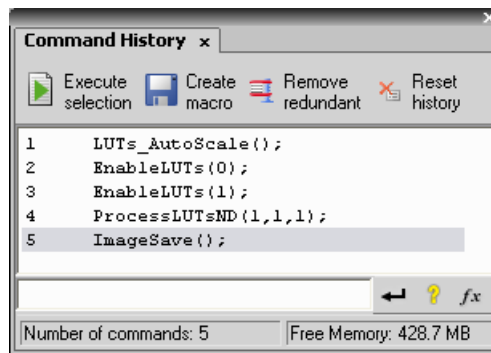 Command History x
Execute selection Create macro Remove redundant Reset history
1 LUTs_AutoScale();
2 EnableLUTs(0);
3 EnableLUTs(1);
4 ProcessLUTsND(1,1,1);
5 ImageSave();
? fx
Number of commands: 5 Free Memory: 428.7 MB